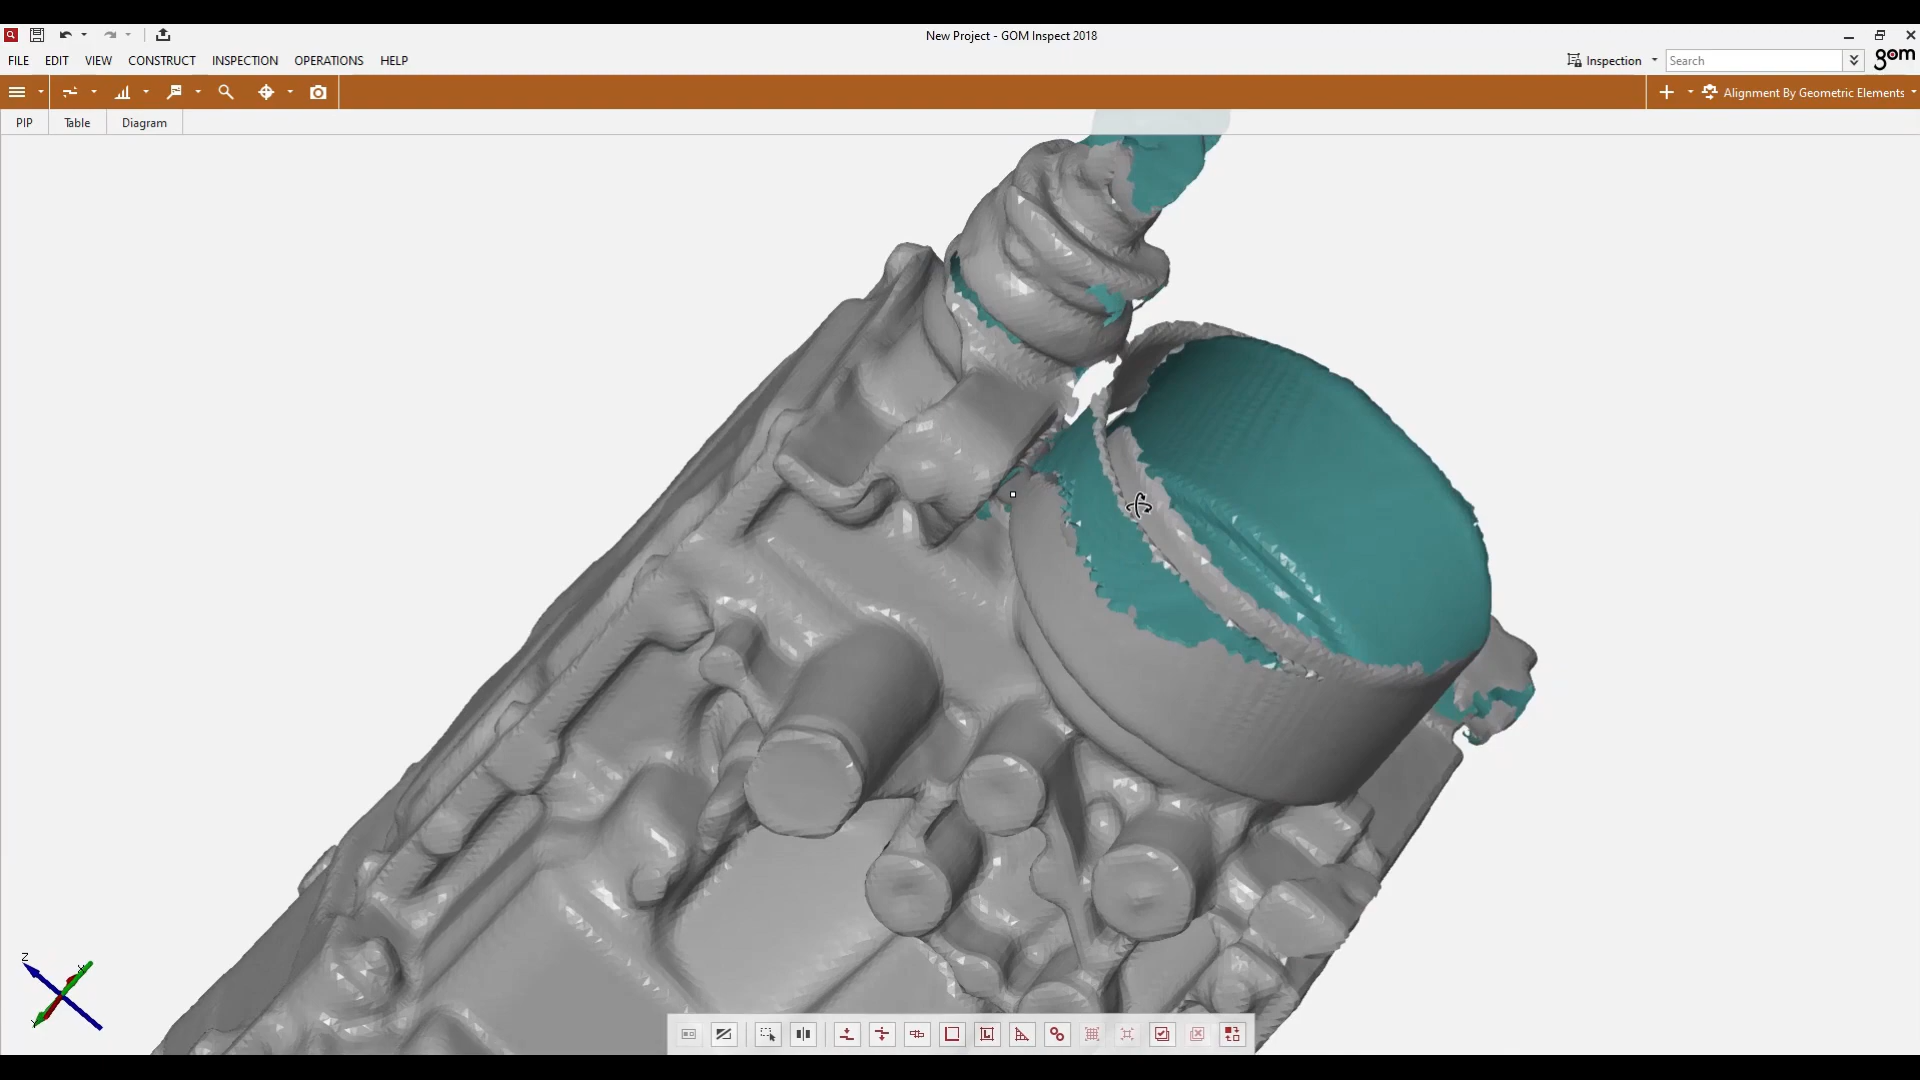 New Project - GOM Inspect 2018
FILE EDIT VIEW CONSTRUCT INSPECTION OPERATIONS HELP
Inspection
Search
gom
Alignment By Geometric Elements
PIP Table Diagram
Z